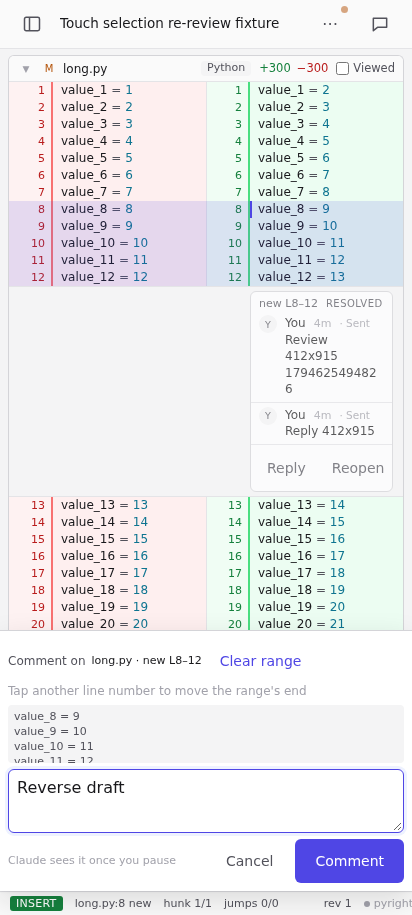 Touch selection re-review fixture ···
▼ M long.py Python +300 −300 Viewed
1 value_1 = 1 1 value_1 = 2
2 value_2 = 2 2 value_2 = 3
3 value_3 = 3 3 value_3 = 4
4 value_4 = 4 4 value_4 = 5
5 value_5 = 5 5 value_5 = 6
6 value_6 = 6 6 value_6 = 7
7 value_7 = 7 7 value_7 = 8
8 value_8 = 8 8 value_8 = 9
9 value_9 = 9 9 value_9 = 10
10 value_10 = 10 10 value_10 = 11
11 value_11 = 11 11 value_11 = 12
12 value_12 = 12 12 value_12 = 13
new L8–12 RESOLVED
Y You 4m · Sent
Review
412x915
179462549482
6
Y You 4m · Sent
Reply 412x915
Reply Reopen
13 value_13 = 13 13 value_13 = 14
14 value_14 = 14 14 value_14 = 15
15 value_15 = 15 15 value_15 = 16
16 value_16 = 16 16 value_16 = 17
17 value_17 = 17 17 value_17 = 18
18 value_18 = 18 18 value_18 = 19
19 value_19 = 19 19 value_19 = 20
20 value_20 = 20 20 value_20 = 21
Comment on long.py · new L8–12 Clear range
Tap another line number to move the range's end
value_8 = 9
value_9 = 10
value_10 = 11
value_11 = 12
Reverse draft
Claude sees it once you pause Cancel Comment
INSERT long.py:8 new hunk 1/1 jumps 0/0 rev 1 pyright